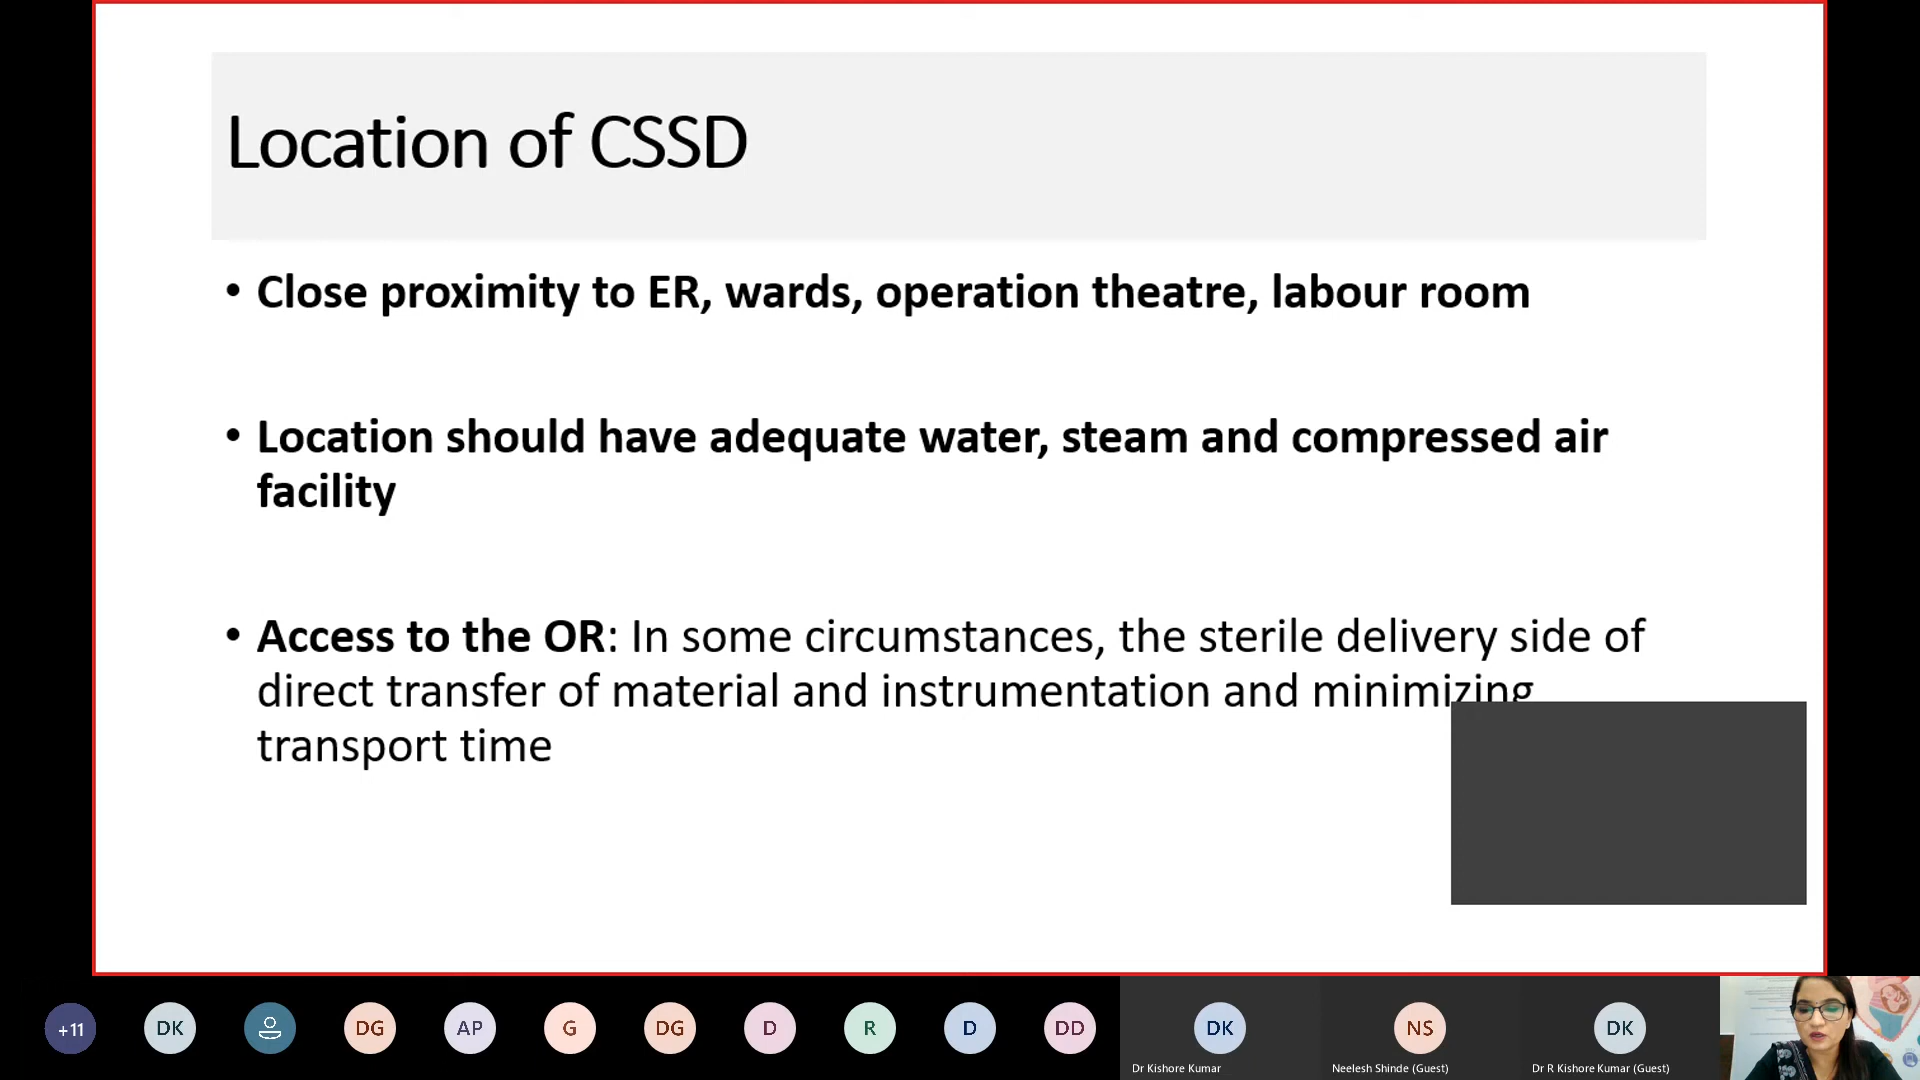 Location of CSSD
• Close proximity to ER, wards, operation theatre, labour room
• Location should have adequate water, steam and compressed air
facility
• Access to the OR: In some circumstances, the sterile delivery side of
direct transfer of material and instrumentation and minimizing
transport time
+11
DK
DG
AP
G
DG
D
R
D
DD
DK
NS
DK
Dr Kishore Kumar
Neelesh Shinde (Guest)
Dr R Kishore Kumar (Guest)